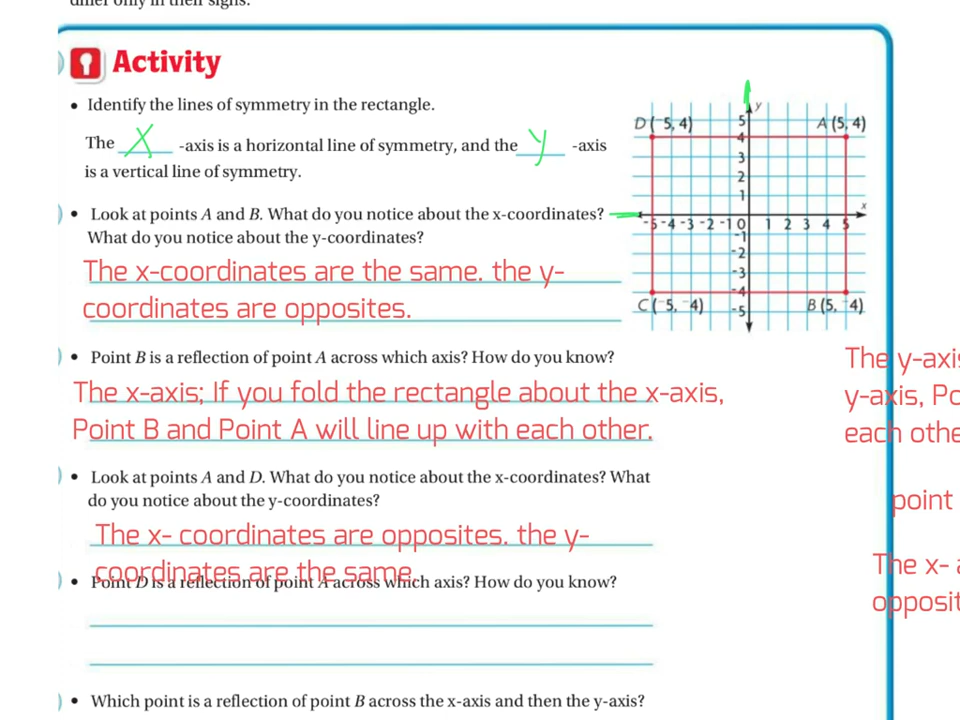 differ only in their signs.
Activity
• Identify the lines of symmetry in the rectangle.
The X -axis is a horizontal line of symmetry, and the y -axis
is a vertical line of symmetry.
• Look at points A and B. What do you notice about the x-coordinates?
What do you notice about the y-coordinates?
The x-coordinates are the same. the y-
coordinates are opposites.
• Point B is a reflection of point A across which axis? How do you know?
The x-axis; If you fold the rectangle about the x-axis,
Point B and Point A will line up with each other.
• Look at points A and D. What do you notice about the x-coordinates? What
do you notice about the y-coordinates?
The x- coordinates are opposites. the y-
coordinates are the same.
• Point D is a reflection of point A across which axis? How do you know?
• Which point is a reflection of point B across the x-axis and then the y-axis?
y
D(⁻5, 4) 5 A (5, 4)
4
3
2
1
x
-5 -4 -3 -2 -1 0 1 2 3 4 5
-1
-2
-3
-4
C(⁻5, ⁻4) -5 B (5, ⁻4)
The y-axis
y-axis, Po
each othe
point
The x- a
opposit